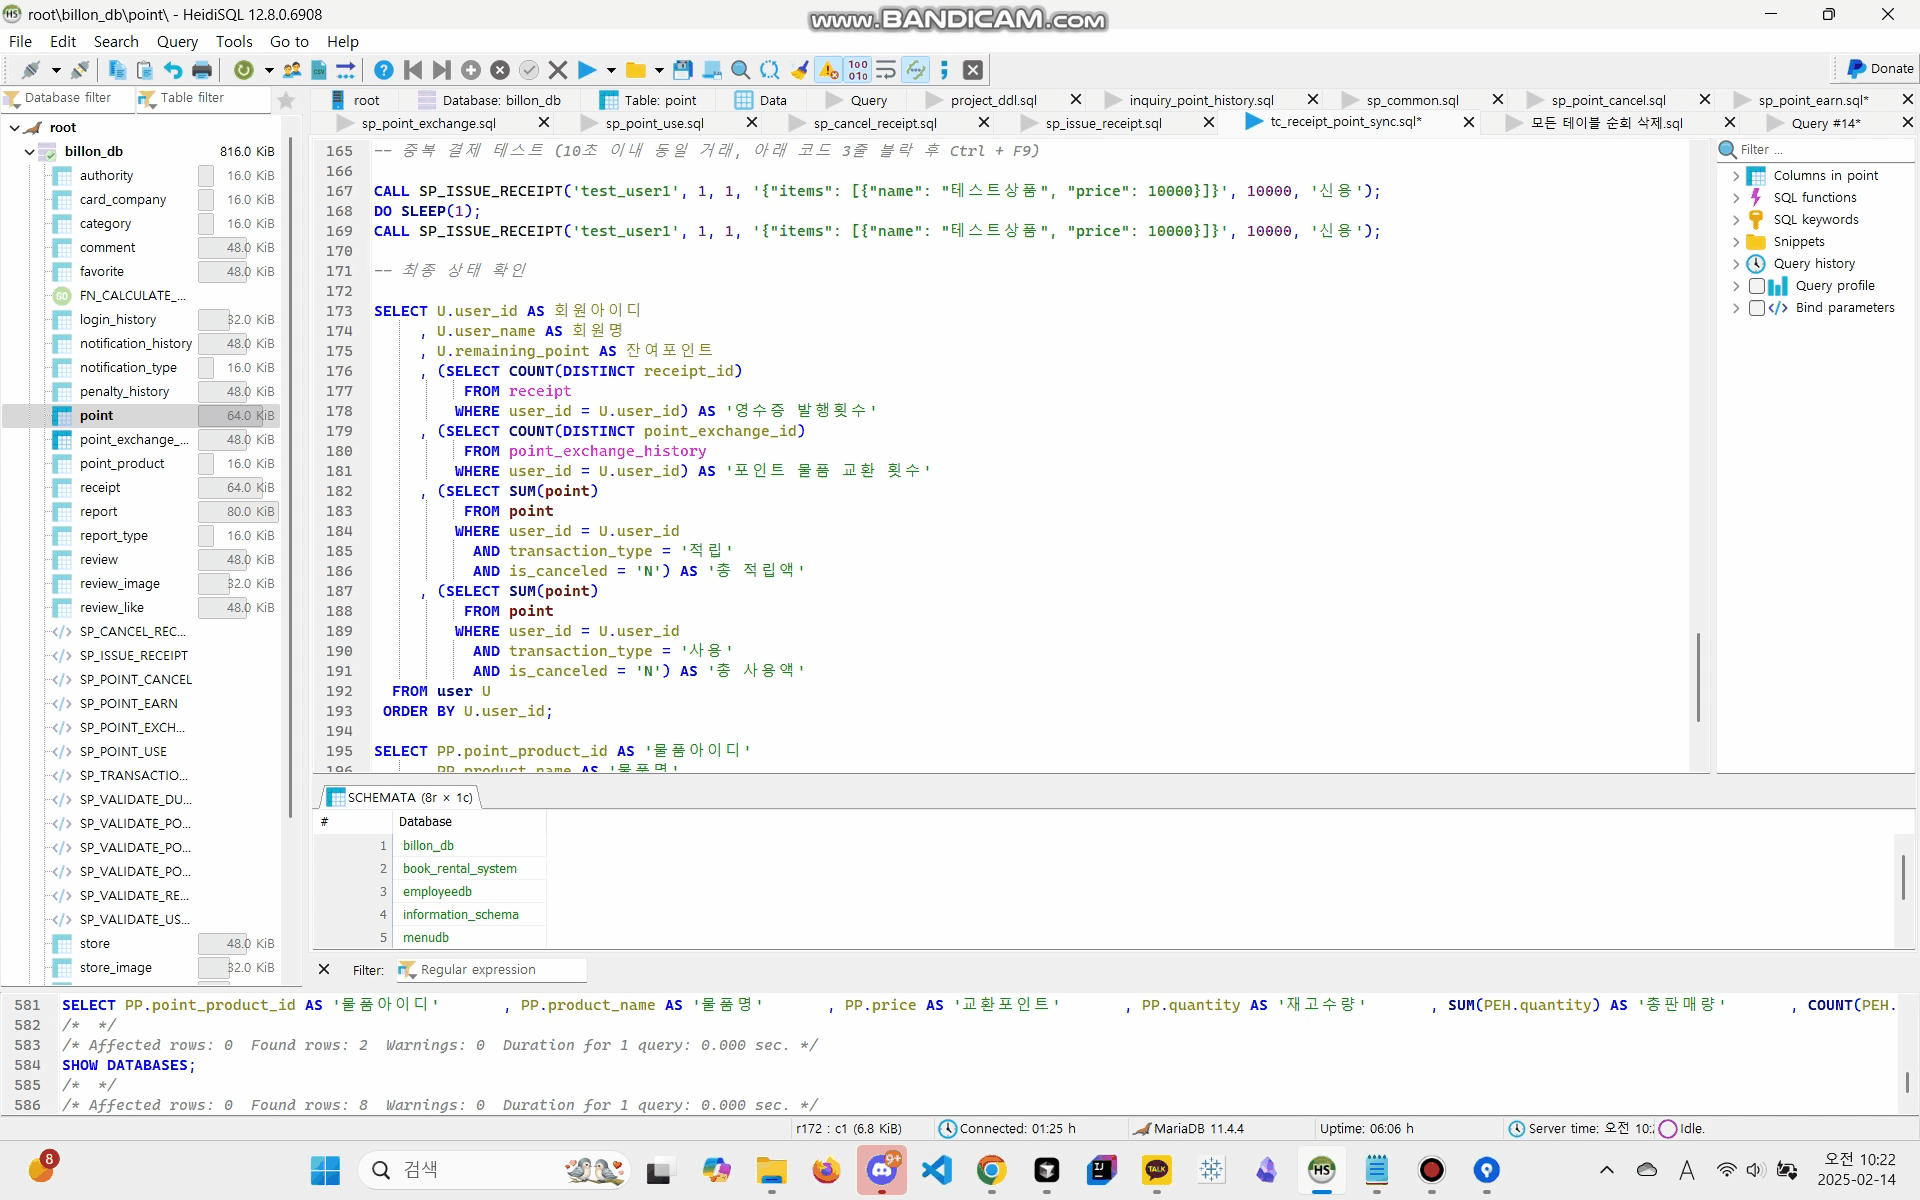 root\billon_db\point\ - HeidiSQL 12.8.0.6908
www.BANDICAM.com
File Edit Search Query Tools Go to Help
Donate
Database filter Table filter
root Database: billon_db Table: point Data Query project_ddl.sql inquiry_point_history.sql sp_common.sql sp_point_cancel.sql sp_point_earn.sql*
sp_point_exchange.sql sp_point_use.sql sp_cancel_receipt.sql sp_issue_receipt.sql tc_receipt_point_sync.sql* 모든 테이블 순회 삭제.sql Query #14*
root
billon_db 816.0 KiB
authority 16.0 KiB
card_company 16.0 KiB
category 16.0 KiB
comment 48.0 KiB
favorite 48.0 KiB
FN_CALCULATE_...
login_history 32.0 KiB
notification_history 48.0 KiB
notification_type 16.0 KiB
penalty_history 48.0 KiB
point 64.0 KiB
point_exchange_... 48.0 KiB
point_product 16.0 KiB
receipt 64.0 KiB
report 80.0 KiB
report_type 16.0 KiB
review 48.0 KiB
review_image 32.0 KiB
review_like 48.0 KiB
SP_CANCEL_REC...
SP_ISSUE_RECEIPT
SP_POINT_CANCEL
SP_POINT_EARN
SP_POINT_EXCH...
SP_POINT_USE
SP_TRANSACTIO...
SP_VALIDATE_DU...
SP_VALIDATE_PO...
SP_VALIDATE_PO...
SP_VALIDATE_PO...
SP_VALIDATE_RE...
SP_VALIDATE_US...
store 48.0 KiB
store_image 32.0 KiB
165 -- 중복 결제 테스트 (10초 이내 동일 거래, 아래 코드 3줄 블락 후 Ctrl + F9)
166
167 CALL SP_ISSUE_RECEIPT('test_user1', 1, 1, '{"items": [{"name": "테스트상품", "price": 10000}]}', 10000, '신용');
168 DO SLEEP(1);
169 CALL SP_ISSUE_RECEIPT('test_user1', 1, 1, '{"items": [{"name": "테스트상품", "price": 10000}]}', 10000, '신용');
170
171 -- 최종 상태 확인
172
173 SELECT U.user_id AS 회원아이디
174 , U.user_name AS 회원명
175 , U.remaining_point AS 잔여포인트
176 , (SELECT COUNT(DISTINCT receipt_id)
177 FROM receipt
178 WHERE user_id = U.user_id) AS '영수증 발행횟수'
179 , (SELECT COUNT(DISTINCT point_exchange_id)
180 FROM point_exchange_history
181 WHERE user_id = U.user_id) AS '포인트 물품 교환 횟수'
182 , (SELECT SUM(point)
183 FROM point
184 WHERE user_id = U.user_id
185 AND transaction_type = '적립'
186 AND is_canceled = 'N') AS '총 적립액'
187 , (SELECT SUM(point)
188 FROM point
189 WHERE user_id = U.user_id
190 AND transaction_type = '사용'
191 AND is_canceled = 'N') AS '총 사용액'
192 FROM user U
193 ORDER BY U.user_id;
194
195 SELECT PP.point_product_id AS '물품아이디'
196 PP.product_name AS '물품명'
Filter ...
Columns in point
SQL functions
SQL keywords
Snippets
Query history
Query profile
Bind parameters
SCHEMATA (8r × 1c)
# Database
1 billon_db
2 book_rental_system
3 employeedb
4 information_schema
5 menudb
Filter: Regular expression
581 SELECT PP.point_product_id AS '물품아이디' , PP.product_name AS '물품명' , PP.price AS '교환포인트' , PP.quantity AS '재고수량' , SUM(PEH.quantity) AS '총판매량' , COUNT(PEH.
582 /* */
583 /* Affected rows: 0 Found rows: 2 Warnings: 0 Duration for 1 query: 0.000 sec. */
584 SHOW DATABASES;
585 /* */
586 /* Affected rows: 0 Found rows: 8 Warnings: 0 Duration for 1 query: 0.000 sec. */
r172 : c1 (6.8 KiB) Connected: 01:25 h MariaDB 11.4.4 Uptime: 06:06 h Server time: 오전 10: Idle.
8 검색 9+ TALK HS A 오전 10:22
2025-02-14